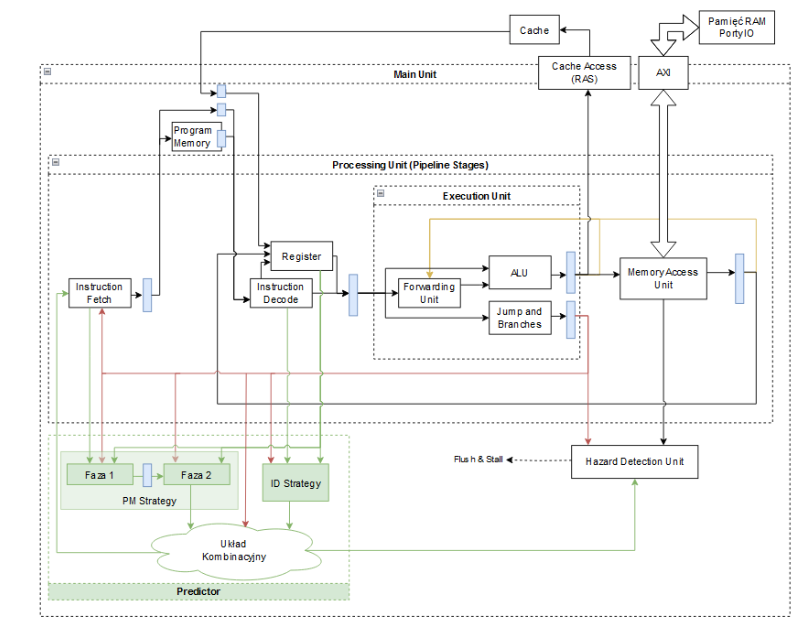 Cache
Pamięć RAM
Porty IO
Cache Access
(RAS)
AXI
Main Unit
Program
Memory
Processing Unit (Pipeline Stages)
Execution Unit
Register
Instruction
Fetch
Instruction
Decode
Forwarding
Unit
ALU
Jump and
Branches
Memory Access
Unit
Flush & Stall
Hazard Detection Unit
Faza 1
Faza 2
PM Strategy
ID Strategy
Układ
Kombinacyjny
Predictor